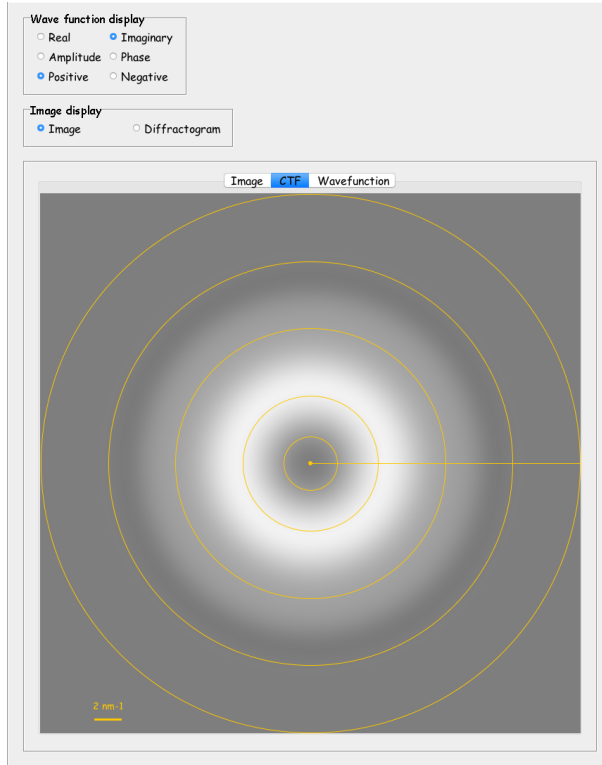 Wave function display
Real Imaginary
Amplitude Phase
Positive Negative
Image display
Image Diffractogram
Image CTF Wavefunction
2 nm-1